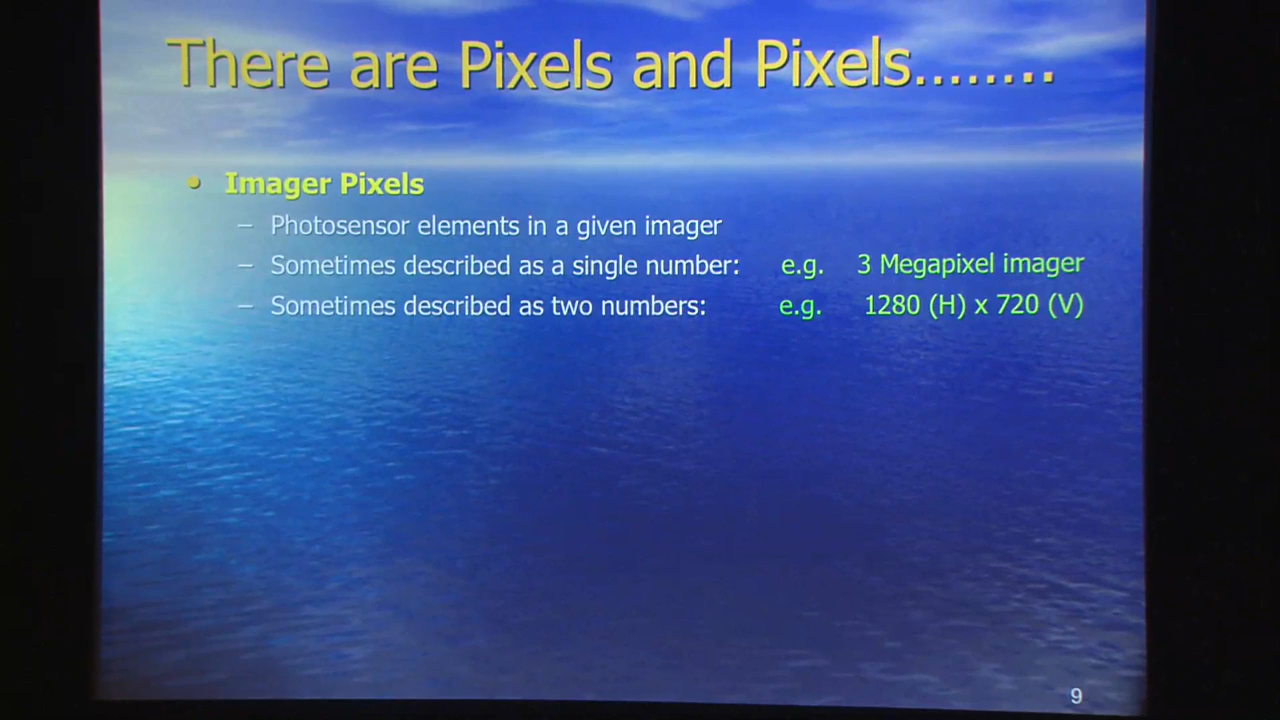 There are Pixels and Pixels........
• Imager Pixels
– Photosensor elements in a given imager
– Sometimes described as a single number: e.g. 3 Megapixel imager
– Sometimes described as two numbers: e.g. 1280 (H) x 720 (V)
9